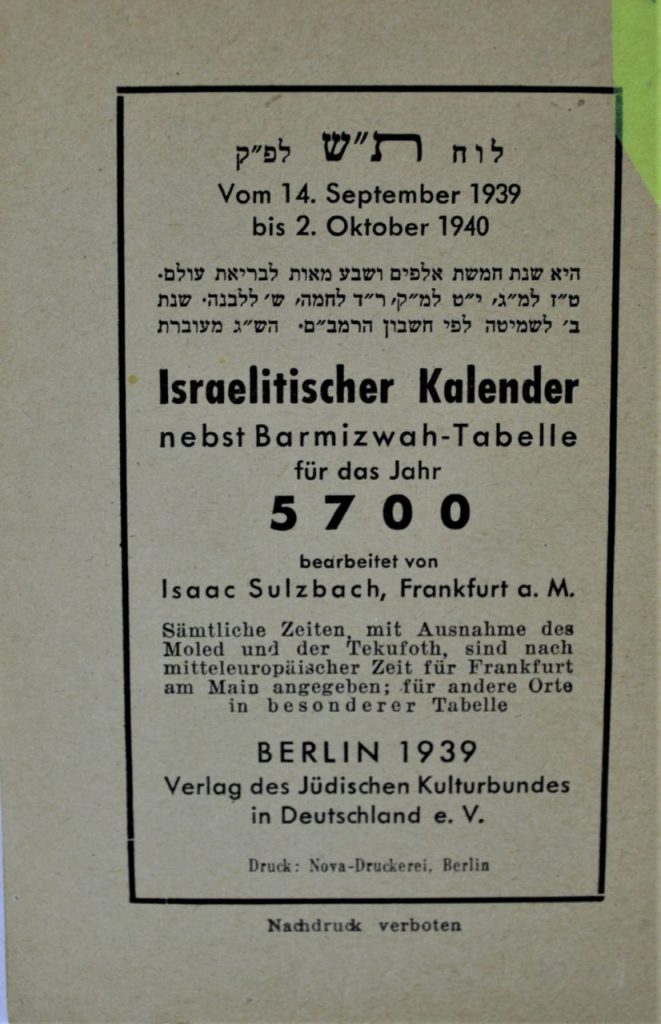 לוח ת״ש לפ״ק
Vom 14. September 1939
bis 2. Oktober 1940
היא שנת חמשת אלפים ושבע מאות לבריאת עולם.
ט״ז למ״ג, י״ט למ״ק, ר״ד לחמה, ש׳ ללבנה. שנת
ב׳ לשמיטה לפי חשבון הרמב״ם. הש״ג מעוברת
Israelitischer Kalender
nebst Barmizwah-Tabelle
für das Jahr
5700
bearbeitet von
Isaac Sulzbach, Frankfurt a. M.
Sämtliche Zeiten, mit Ausnahme des
Moled und der Tekufoth, sind nach
mitteleuropäischer Zeit für Frankfurt
am Main angegeben; für andere Orte
in besonderer Tabelle
BERLIN 1939
Verlag des Jüdischen Kulturbundes
in Deutschland e. V.
Druck: Nova-Druckerei, Berlin
Nachdruck verboten